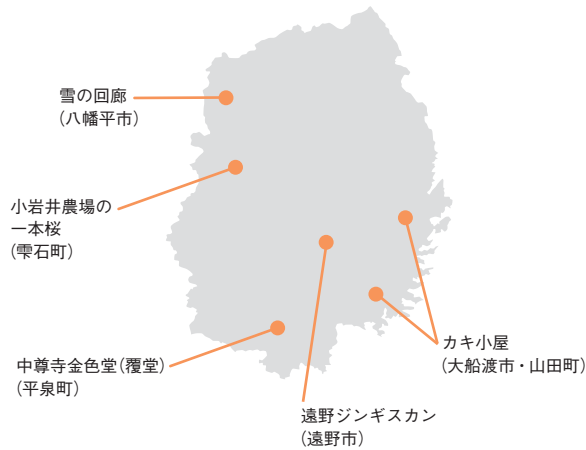 雪の回廊
(八幡平市)
小岩井農場の
一本桜
(雫石町)
中尊寺金色堂(覆堂)
(平泉町)
遠野ジンギスカン
(遠野市)
カキ小屋
(大船渡市・山田町)